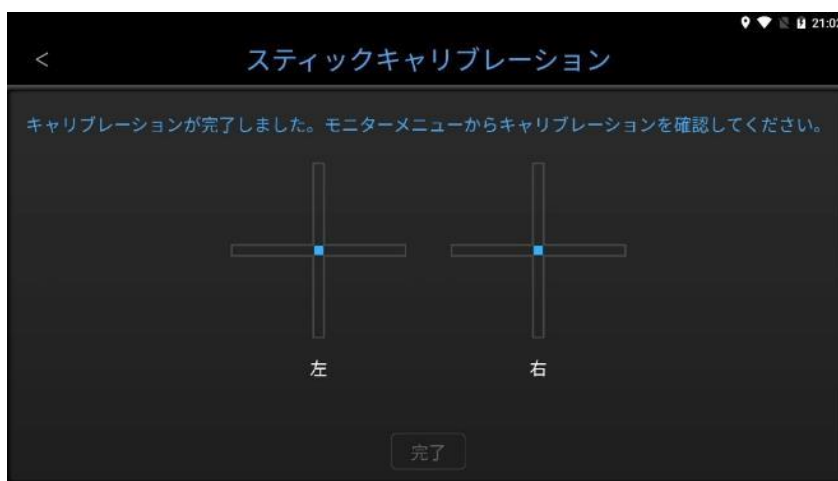 21:02
< スティックキャリブレーション
キャリブレーションが完了しました。モニターメニューからキャリブレーションを確認してください。
左 右
完了